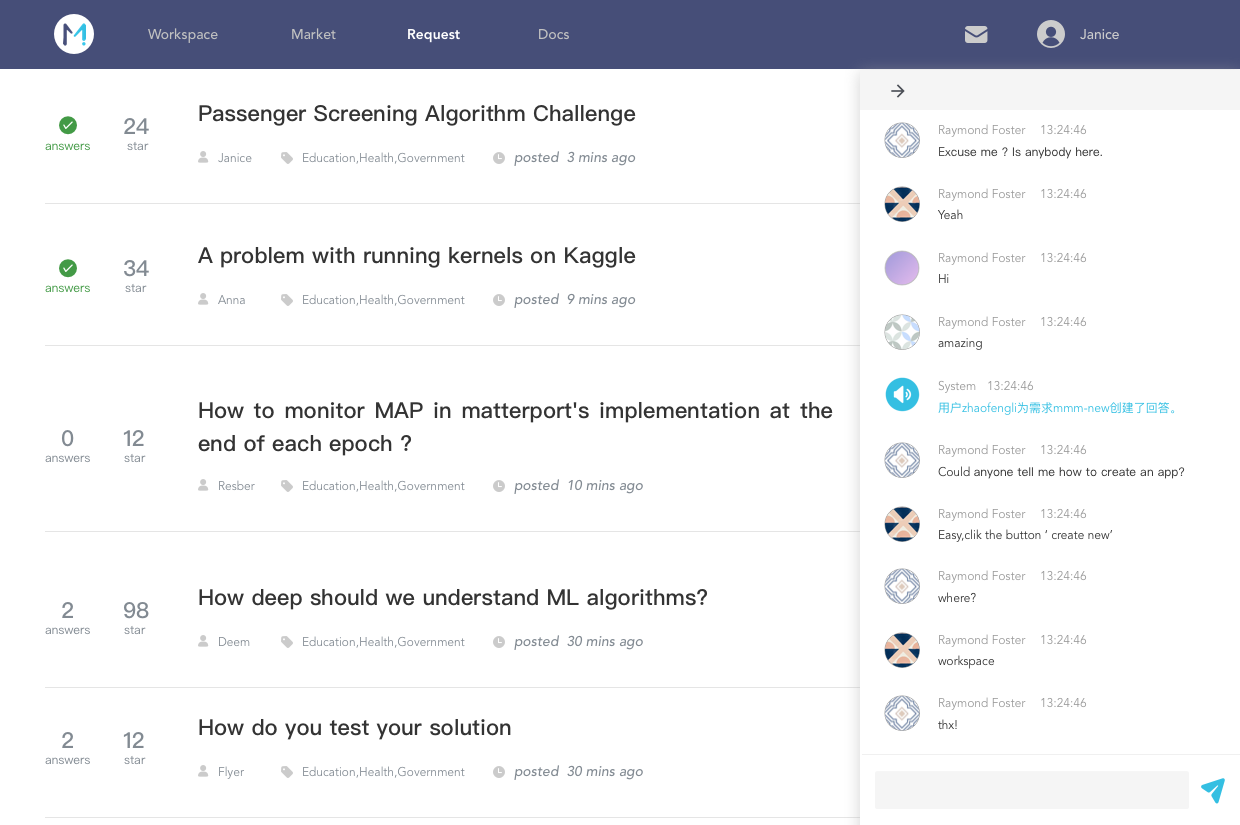 Workspace
Market
Request
Docs
Janice
Passenger Screening Algorithm Challenge
answers
24
star
Janice
Education,Health,Government
posted 3 mins ago
A problem with running kernels on Kaggle
answers
34
star
Anna
Education,Health,Government
posted 9 mins ago
How to monitor MAP in matterport's implementation at the
end of each epoch ?
0
answers
12
star
Resber
Education,Health,Government
posted 10 mins ago
How deep should we understand ML algorithms?
2
answers
98
star
Deem
Education,Health,Government
posted 30 mins ago
How do you test your solution
2
answers
12
star
Flyer
Education,Health,Government
posted 30 mins ago
Raymond Foster 13:24:46
Excuse me ? Is anybody here.
Raymond Foster 13:24:46
Yeah
Raymond Foster 13:24:46
Hi
Raymond Foster 13:24:46
amazing
System 13:24:46
用户zhaofengli为需求mmm-new创建了回答。
Raymond Foster 13:24:46
Could anyone tell me how to create an app?
Raymond Foster 13:24:46
Easy,clik the button ‘ create new’
Raymond Foster 13:24:46
where?
Raymond Foster 13:24:46
workspace
Raymond Foster 13:24:46
thx!